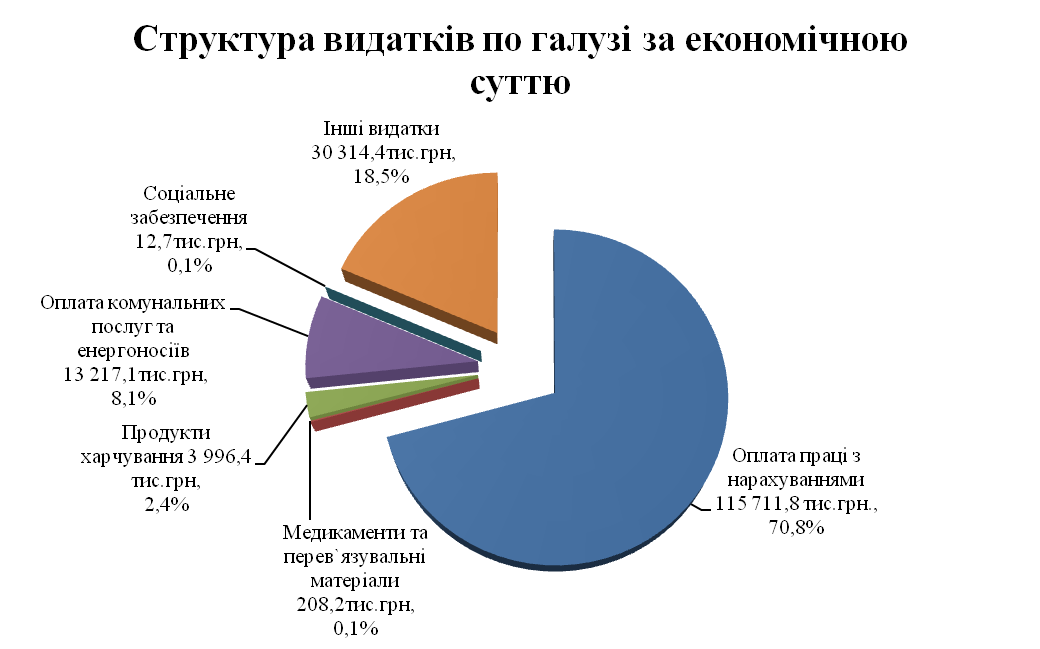 Структура видатків по галузі за економічною
суттю
Інші видатки
30 314,4тис.грн,
18,5%
Соціальне
забезпечення
12,7тис.грн,
0,1%
Оплата комунальних
послуг та
енергоносіїв
13 217,1тис.грн,
8,1%
Продукти
харчування 3 996,4
тис.грн,
2,4%
Медикаменти та
перев`язувальні
матеріали
208,2тис.грн,
0,1%
Оплата праці з
нарахуваннями
115 711,8 тис.грн.,
70,8%